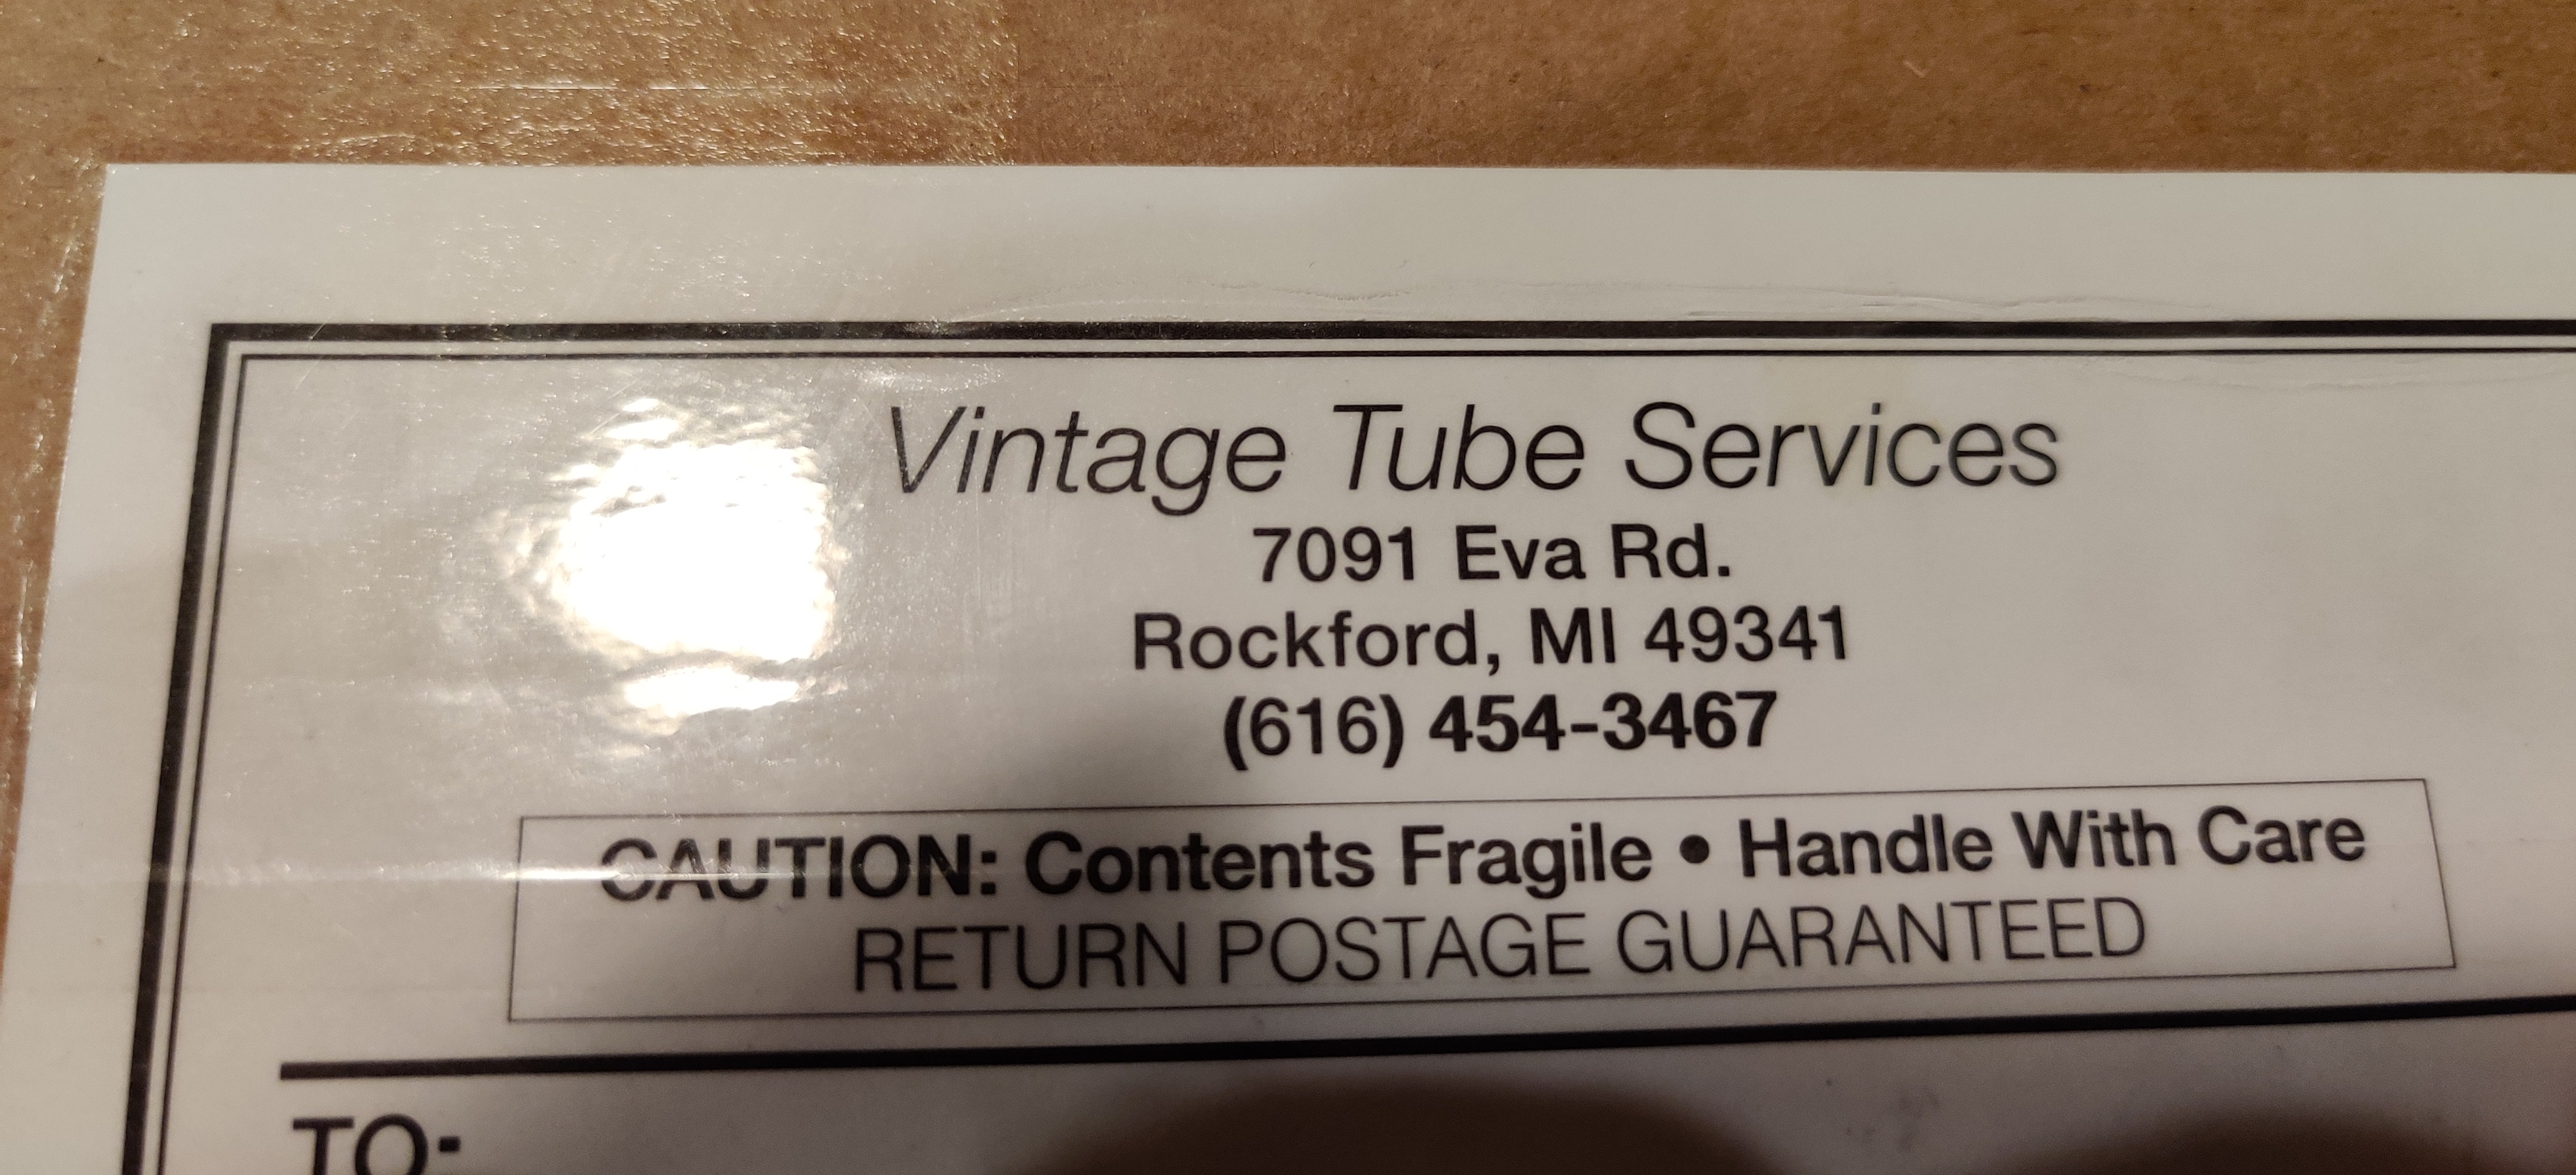 Vintage Tube Services
7091 Eva Rd.
Rockford, MI 49341
(616) 454-3467
CAUTION: Contents Fragile • Handle With Care
RETURN POSTAGE GUARANTEED
TO: